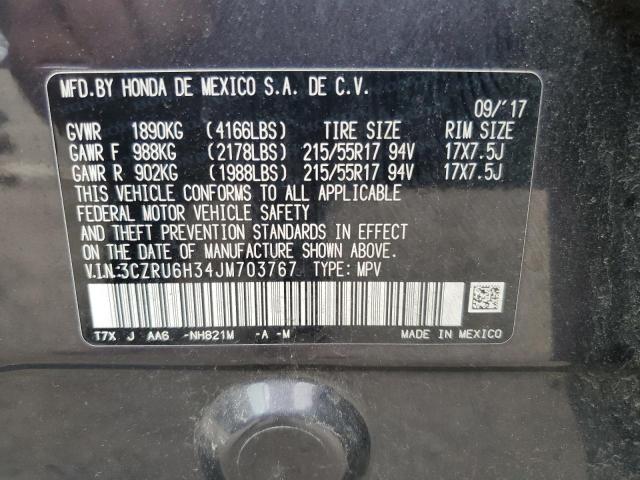 MFD.BY HONDA DE MEXICO S.A. DE C.V.
09/'17
GVWR 1890KG (4166LBS) TIRE SIZE RIM SIZE
GAWR F 988KG (2178LBS) 215/55R17 94V 17X7.5J
GAWR R 902KG (1988LBS) 215/55R17 94V 17X7.5J
THIS VEHICLE CONFORMS TO ALL APPLICABLE
FEDERAL MOTOR VEHICLE SAFETY
AND THEFT PREVENTION STANDARDS IN EFFECT
ON THE DATE OF MANUFACTURE SHOWN ABOVE.
V.I.N.:3CZRU6H34JM703767 TYPE: MPV
T7X J AA6 -NH821M -A -M MADE IN MEXICO